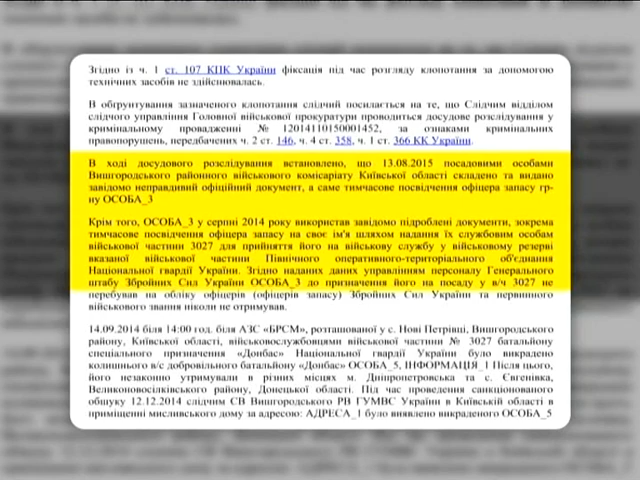 Згідно із ч. 1 ст. 107 КПК України фіксація під час розгляду клопотання за допомогою
технічних засобів не здійснювалась.
В обґрунтування зазначеного клопотання слідчий посилається на те, що Слідчим відділом
слідчого управління Головної військової прокуратури проводиться досудове розслідування у
кримінальному провадженні № 12014110150001452, за ознаками кримінальних
правопорушень, передбачених ч. 2 ст. 146, ч. 4 ст. 358, ч. 1 ст. 366 КК України.
В ході досудового розслідування встановлено, що 13.08.2015 посадовими особами
Вишгородського районного військового комісаріату Київської області складено та видано
завідомо неправдивий офіційний документ, а саме тимчасове посвідчення офіцера запасу гр-
ну ОСОБА_3
Крім того, ОСОБА_3 у серпні 2014 року використав завідомо підроблені документи, зокрема
тимчасове посвідчення офіцера запасу на своє ім'я шляхом надання їх службовим особам
військової частини 3027 для прийняття його на військову службу у військовому резерві
вказаної військової частини Північного оперативно-територіального об'єднання
Національної гвардії України. Згідно наданих даних управлінням персоналу Генерального
штабу Збройних Сил України ОСОБА_3 до призначення його на посаду у в/ч 3027 не
перебував на обліку офіцерів (офіцерів запасу) Збройних Сил України та первинного
військового звання ніколи не отримував.
14.09.2014 біля 14:00 год. біля АЗС «БРСМ», розташованої у с. Нові Петрівці, Вишгородського
району, Київської області, військовослужбовцями військової частини № 3027 батальйону
спеціального призначення «Донбас» Національної гвардії України було викрадено
колишнього в/с добровольчого батальйону «Донбас» ОСОБА_5, ІНФОРМАЦІЯ_1 Після цього,
його незаконно утримували в різних місцях м. Дніпропетровська та с. Євгенівка,
Великоновосілківського району, Донецької області. Під час проведення санкціонованого
обшуку 12.12.2014 слідчим СВ Вишгородського РВ ГУМВС України в Київській області в
приміщенні мисливського дому за адресою: АДРЕСА_1 було виявлено викраденого ОСОБА_5